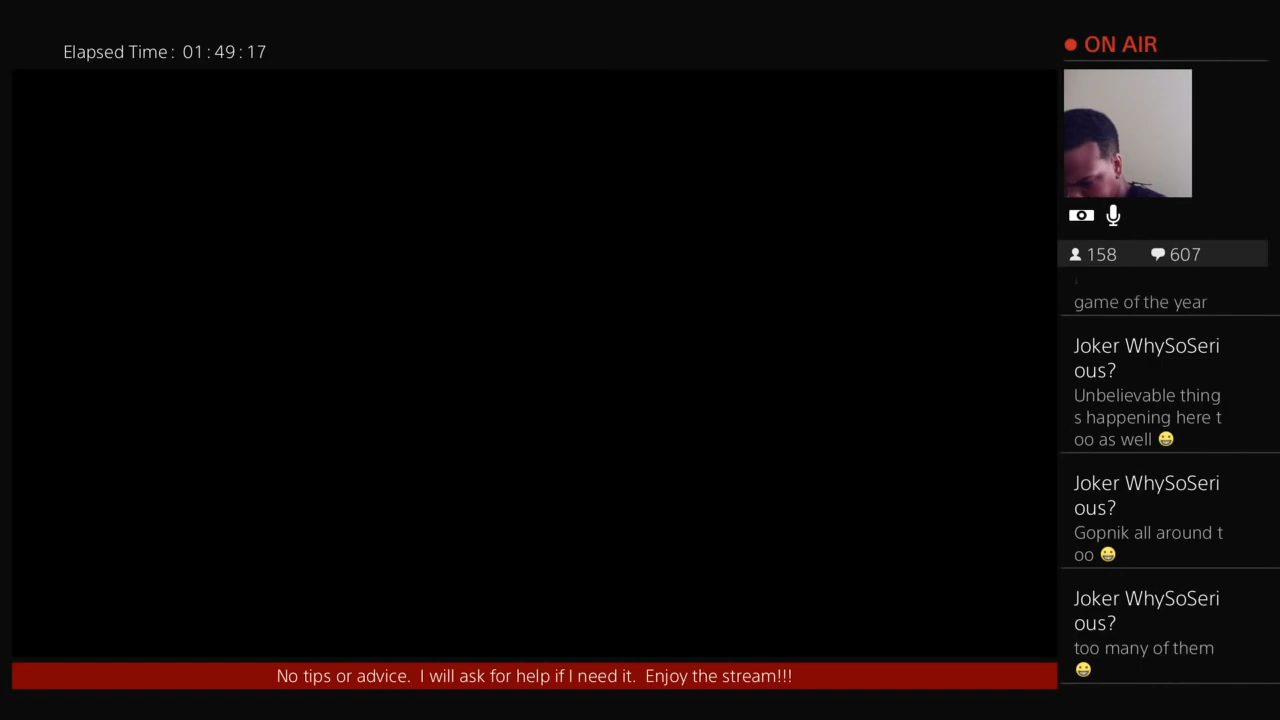 Elapsed Time: 01:49:17
ON AIR
158 607
game of the year
Joker WhySoSeri
ous?
Unbelievable thing
s happening here t
oo as well 😀
Joker WhySoSeri
ous?
Gopnik all around t
oo 😀
Joker WhySoSeri
ous?
too many of them
😀
No tips or advice. I will ask for help if I need it. Enjoy the stream!!!